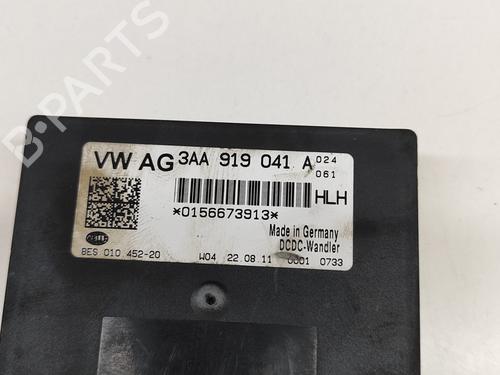 VW AG 3AA 919 041 A 024
061
HLH
*0156673913*
Made in Germany
DCDC-Wandler
8ES 010.452-20 W04 22.08.11 0001 0733
B-PARTS